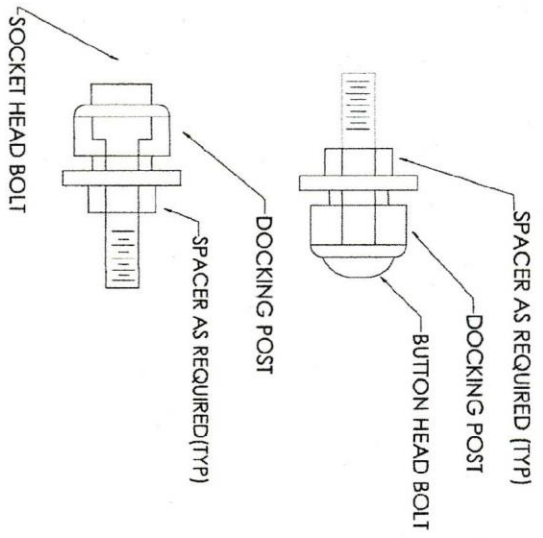 SPACER AS REQUIRED (TYP)
DOCKING POST
BUTTON HEAD BOLT
DOCKING POST
SPACER AS REQUIRED(TYP)
SOCKET HEAD BOLT